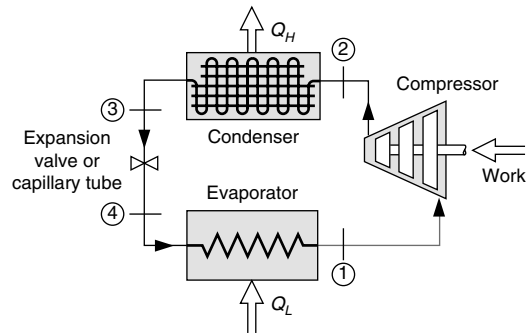 Q_H
②
Compressor
③
Condenser
Expansion
valve or
capillary tube
Work
Evaporator
④
①
Q_L